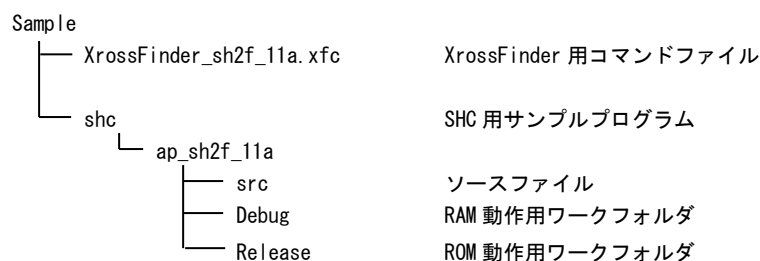 Sample
XrossFinder_sh2f_11a.xfc XrossFinder 用コマンドファイル
shc SHC 用サンプルプログラム
ap_sh2f_11a
src ソースファイル
Debug RAM 動作用ワークフォルダ
Release ROM 動作用ワークフォルダ